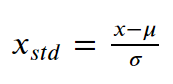 x_std = (x−μ)/σ